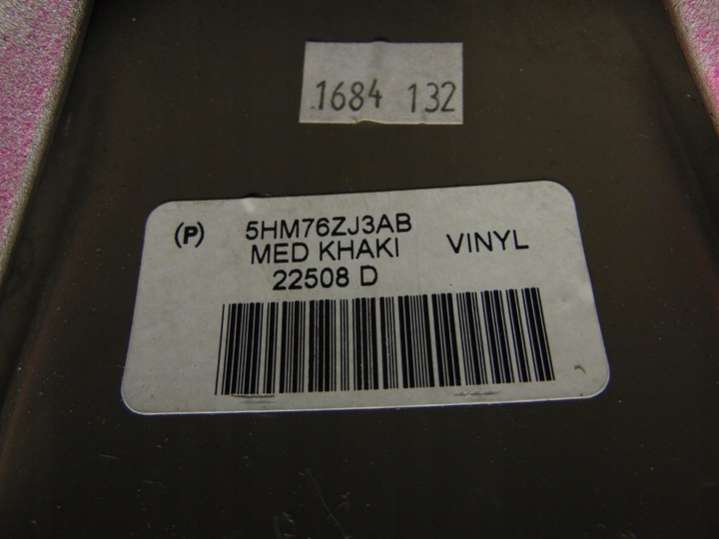 1684 132
(P) 5HM76ZJ3AB
MED KHAKI VINYL
22508 D